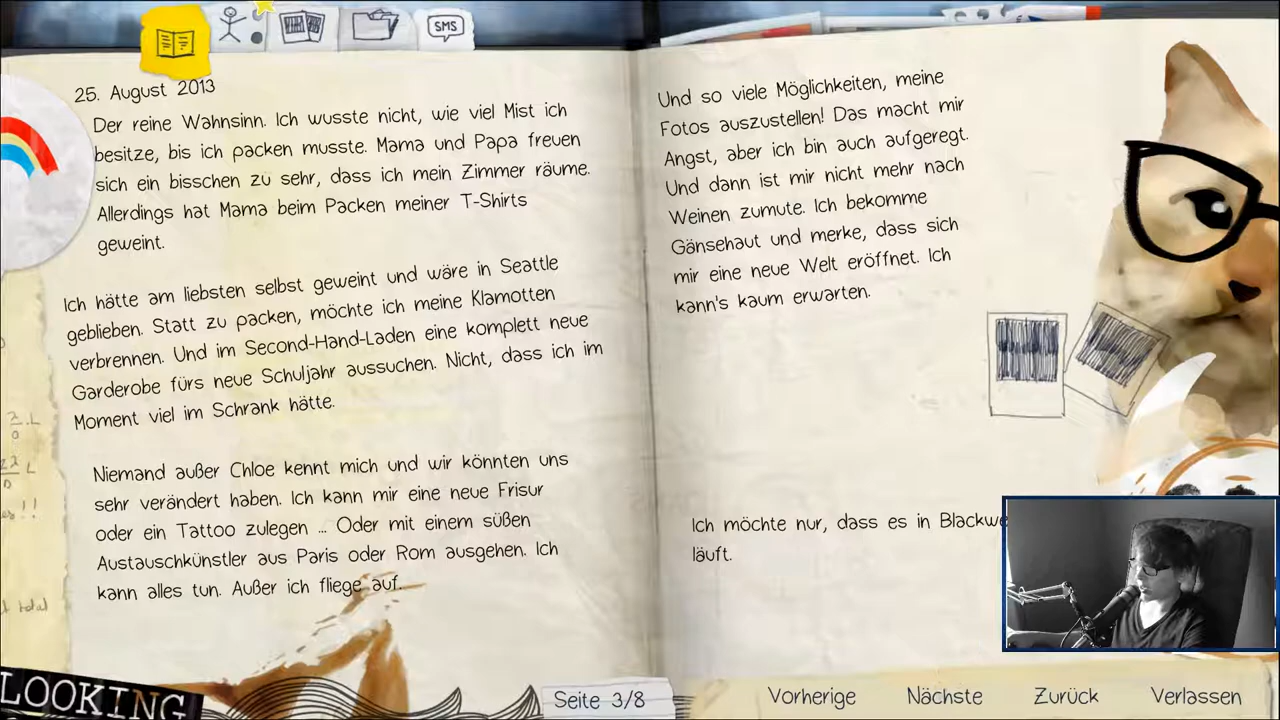 SMS
25. August 2013
Der reine Wahnsinn. Ich wusste nicht, wie viel Mist ich
besitze, bis ich packen musste. Mama und Papa freuen
sich ein bisschen zu sehr, dass ich mein Zimmer räume.
Allerdings hat Mama beim Packen meiner T-Shirts
geweint.
Ich hätte am liebsten selbst geweint und wäre in Seattle
geblieben. Statt zu packen, möchte ich meine Klamotten
verbrennen. Und im Second-Hand-Laden eine komplett neue
Garderobe fürs neue Schuljahr aussuchen. Nicht, dass ich im
Moment viel im Schrank hätte.
Niemand außer Chloe kennt mich und wir könnten uns
sehr verändert haben. Ich kann mir eine neue Frisur
oder ein Tattoo zulegen ... Oder mit einem süßen
Austauschkünstler aus Paris oder Rom ausgehen. Ich
kann alles tun. Außer ich fliege auf.
Und so viele Möglichkeiten, meine
Fotos auszustellen! Das macht mir
Angst, aber ich bin auch aufgeregt.
Und dann ist mir nicht mehr nach
Weinen zumute. Ich bekomme
Gänsehaut und merke, dass sich
mir eine neue Welt eröffnet. Ich
kann's kaum erwarten.
Ich möchte nur, dass es in Blackwe
läuft.
LOOKING
Seite 3/8
Vorherige Nächste Zurück Verlassen